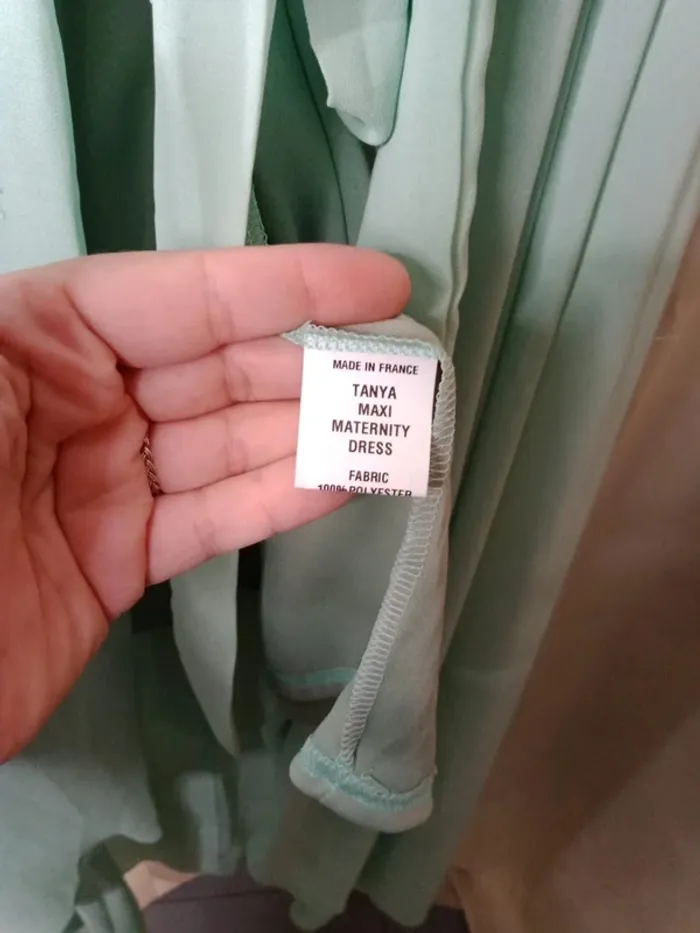 MADE IN FRANCE
TANYA
MAXI
MATERNITY
DRESS
FABRIC
100% POLYESTER